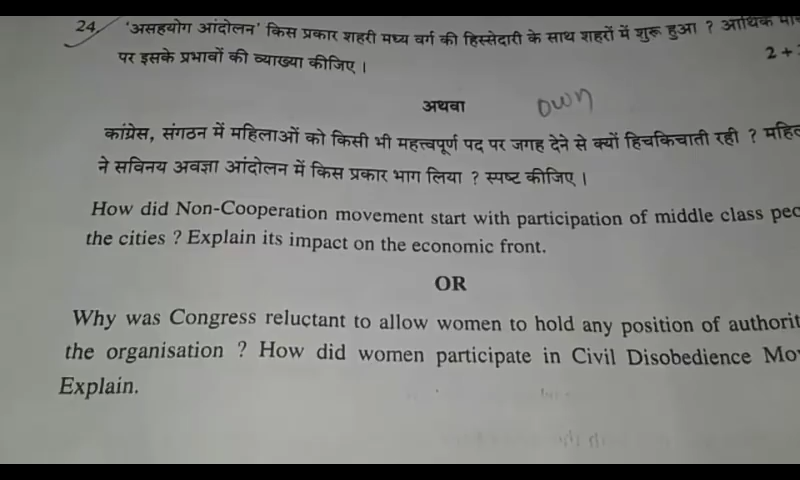 24. 'असहयोग आंदोलन' किस प्रकार शहरी मध्य वर्ग की हिस्सेदारी के साथ शहरों में शुरू हुआ ? आर्थिक
पर इसके प्रभावों की व्याख्या कीजिए ।
2 +
अथवा
own
कांग्रेस, संगठन में महिलाओं को किसी भी महत्त्वपूर्ण पद पर जगह देने से क्यों हिचकिचाती रही ?
ने सविनय अवज्ञा आंदोलन में किस प्रकार भाग लिया ? स्पष्ट कीजिए ।
How did Non-Cooperation movement start with participation of middle class
the cities ? Explain its impact on the economic front.
OR
Why was Congress reluctant to allow women to hold any position of
the organisation ? How did women participate in Civil Disobedience
Explain.